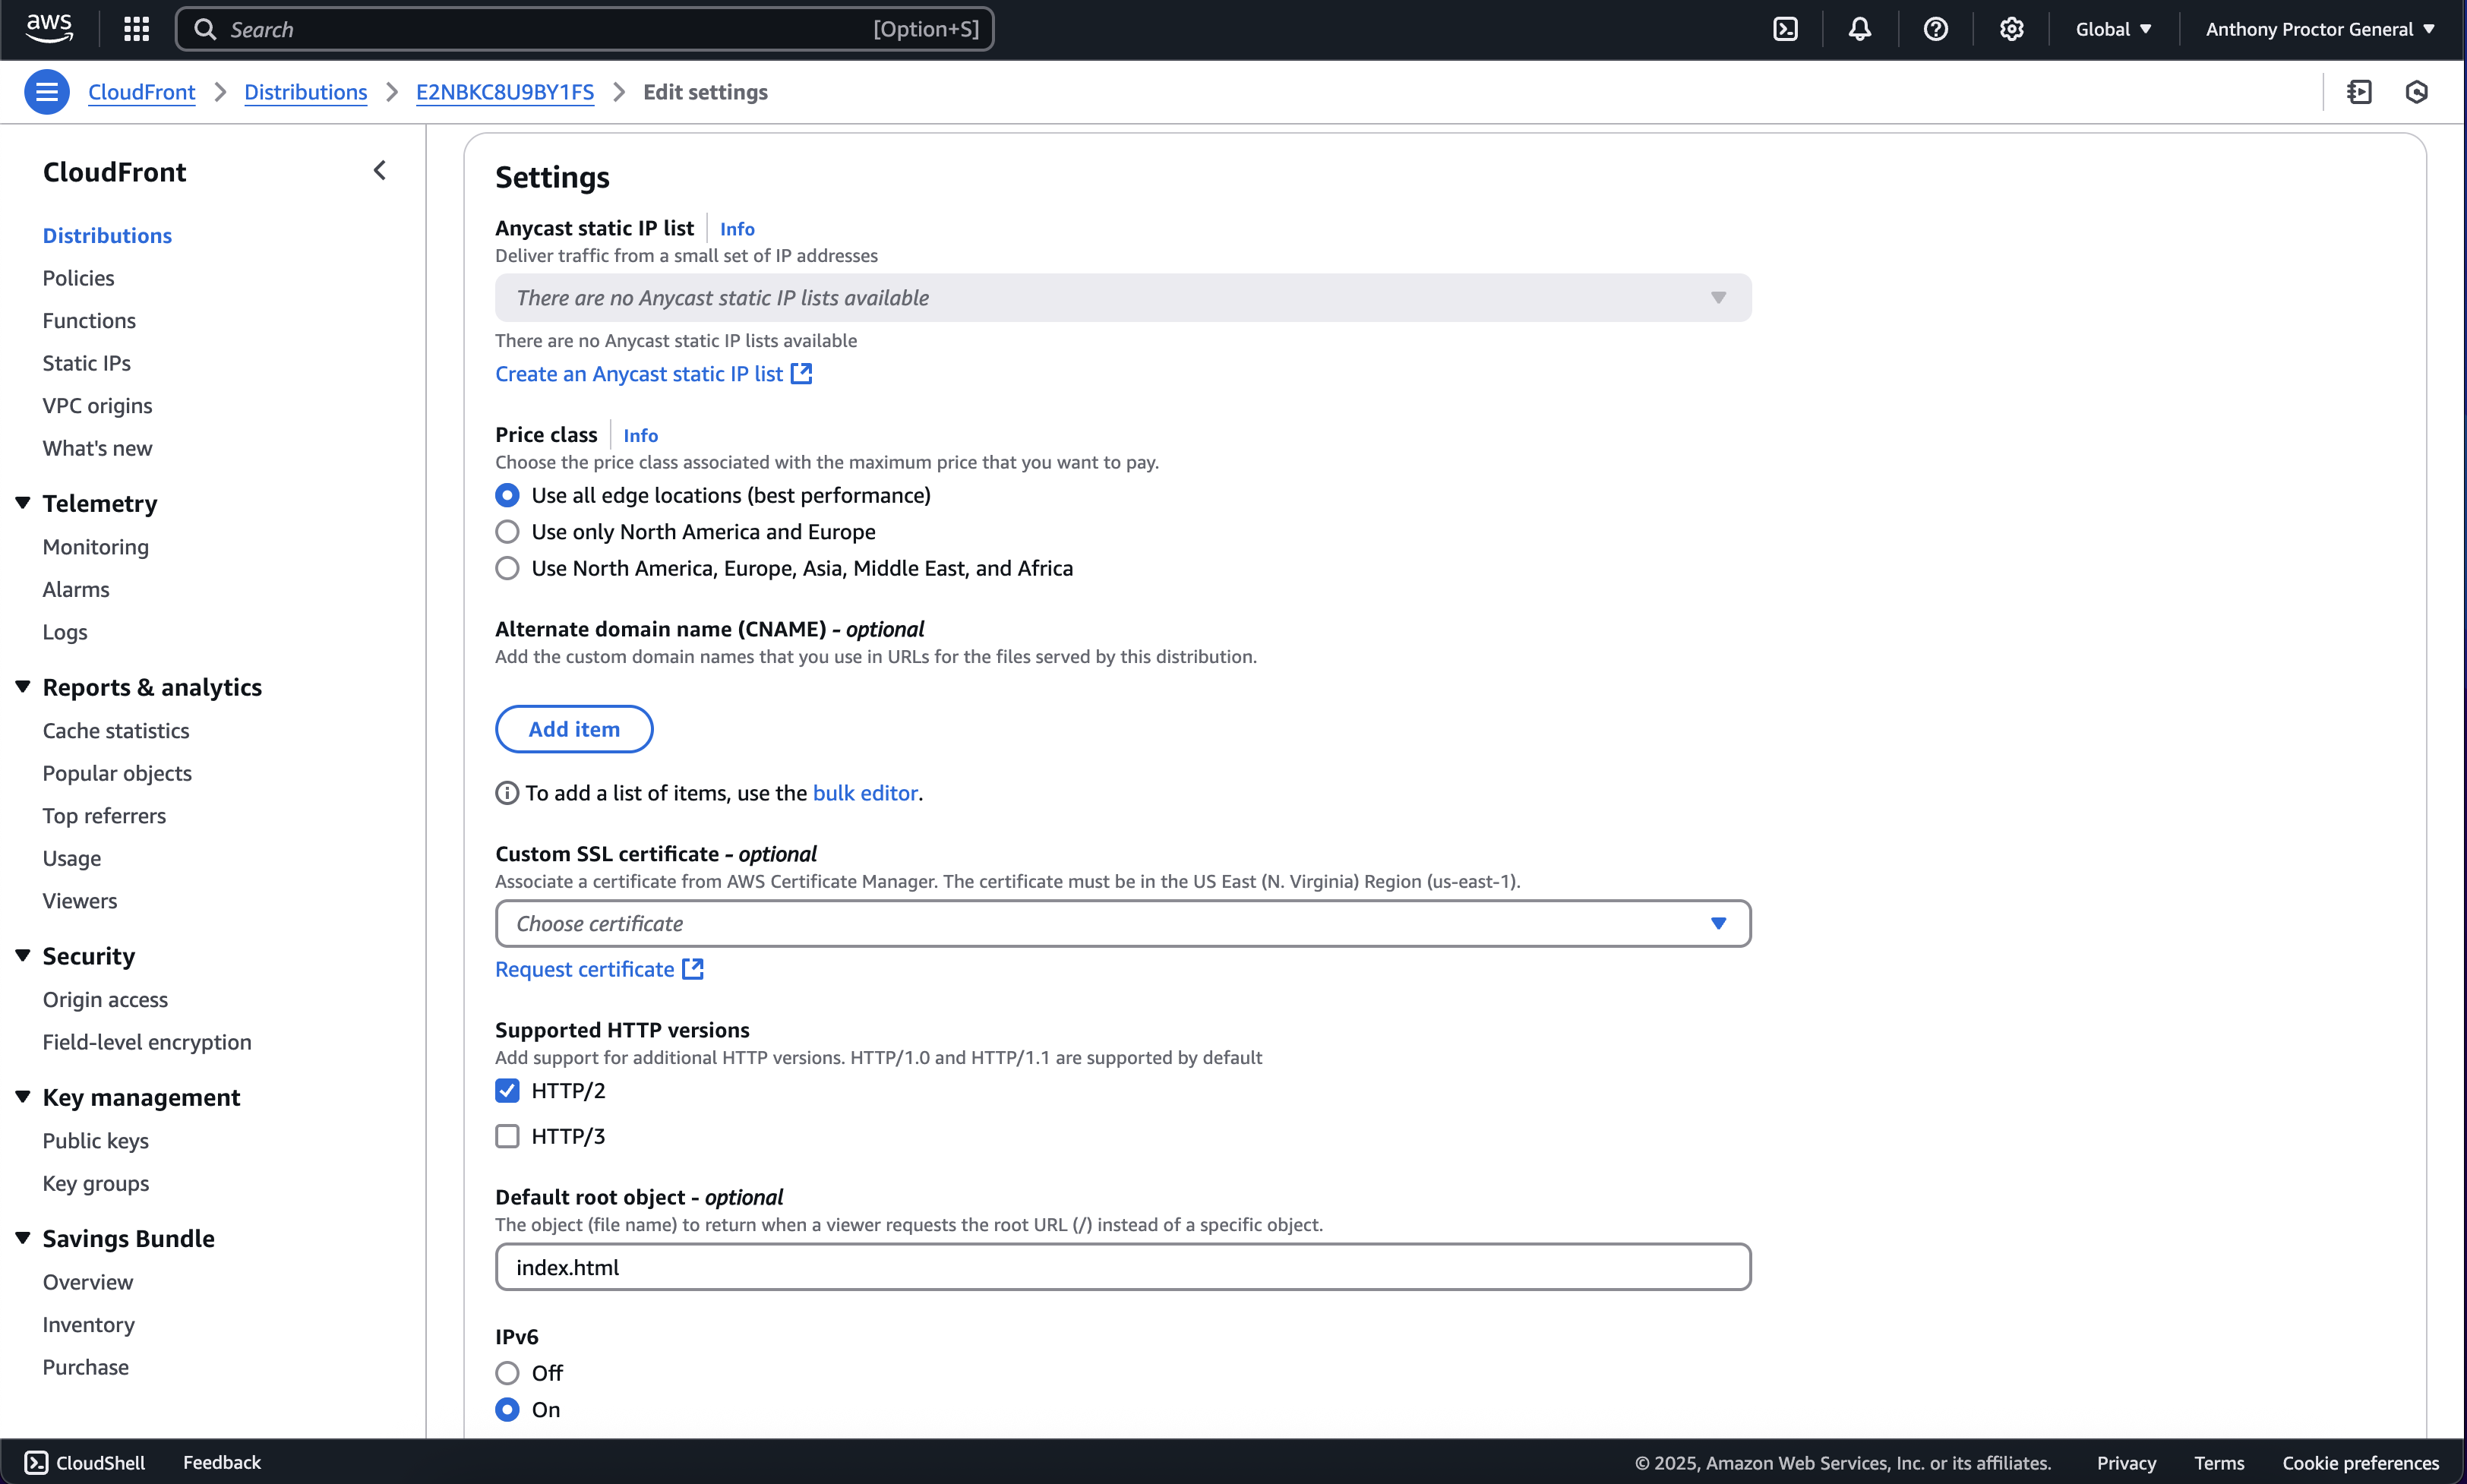 aws
Search [Option+S]
Global
Anthony Proctor General
CloudFront
Distributions
E2NBKC8U9BY1FS
Edit settings
CloudFront
Distributions
Policies
Functions
Static IPs
VPC origins
What's new
Telemetry
Monitoring
Alarms
Logs
Reports & analytics
Cache statistics
Popular objects
Top referrers
Usage
Viewers
Security
Origin access
Field-level encryption
Key management
Public keys
Key groups
Savings Bundle
Overview
Inventory
Purchase
Settings
Anycast static IP list Info
Deliver traffic from a small set of IP addresses
There are no Anycast static IP lists available
There are no Anycast static IP lists available
Create an Anycast static IP list
Price class Info
Choose the price class associated with the maximum price that you want to pay.
Use all edge locations (best performance)
Use only North America and Europe
Use North America, Europe, Asia, Middle East, and Africa
Alternate domain name (CNAME) - optional
Add the custom domain names that you use in URLs for the files served by this distribution.
Add item
To add a list of items, use the bulk editor.
Custom SSL certificate - optional
Associate a certificate from AWS Certificate Manager. The certificate must be in the US East (N. Virginia) Region (us-east-1).
Choose certificate
Request certificate
Supported HTTP versions
Add support for additional HTTP versions. HTTP/1.0 and HTTP/1.1 are supported by default
HTTP/2
HTTP/3
Default root object - optional
The object (file name) to return when a viewer requests the root URL (/) instead of a specific object.
index.html
IPv6
Off
On
CloudShell
Feedback
© 2025, Amazon Web Services, Inc. or its affiliates.
Privacy
Terms
Cookie preferences